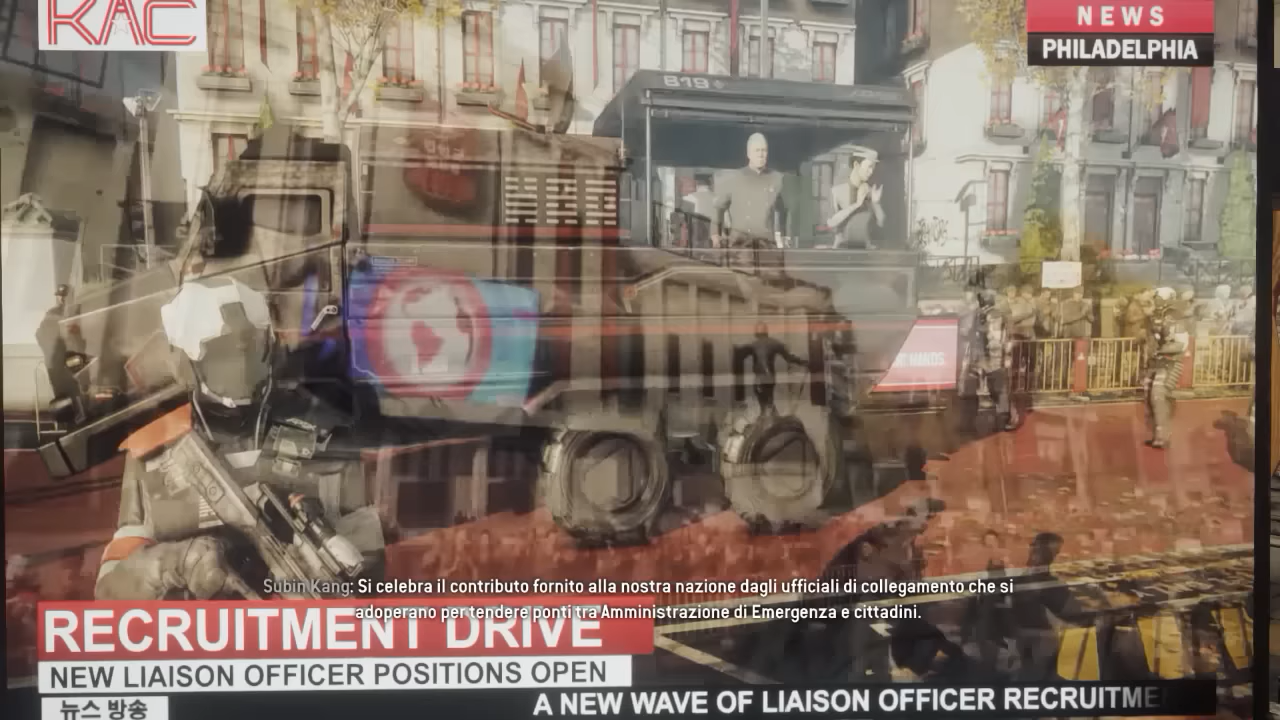 KAC
NEWS
PHILADELPHIA
819
HANDS
Subin Kang: Si celebra il contributo fornito alla nostra nazione dagli ufficiali di collegamento che si
adoperano per tendere ponti tra Amministrazione di Emergenza e cittadini.
RECRUITMENT DRIVE
NEW LIAISON OFFICER POSITIONS OPEN
A NEW WAVE OF LIAISON OFFICER RECRUITME
뉴스 방송